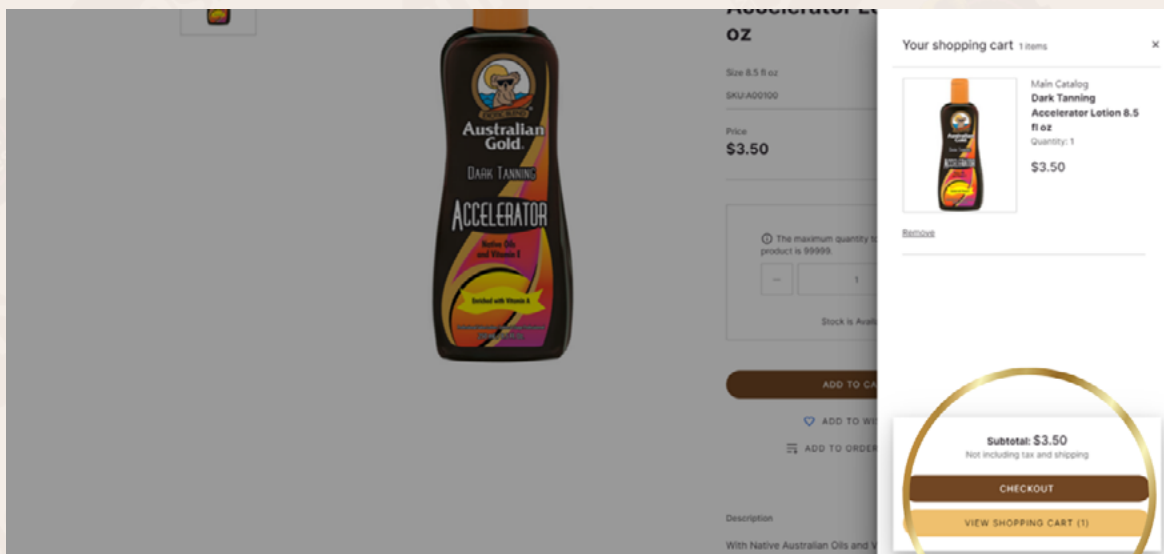 oz
Size 8.5 fl oz
SKU:A00100
Price
$3.50
The maximum quantity to
product is 99999.
1
Stock is Availa
ADD TO CA
ADD TO WI
ADD TO ORDER
Description
With Native Australian Oils and V
Australian
Gold.
DARK TANNING
ACCELERATOR
Native Oils
and Vitamin E
Enriched with Vitamin A
Your shopping cart 1 items
Main Catalog
Dark Tanning
Accelerator Lotion 8.5
fl oz
Quantity: 1
$3.50
Remove
Subtotal: $3.50
Not including tax and shipping
CHECKOUT
VIEW SHOPPING CART (1)